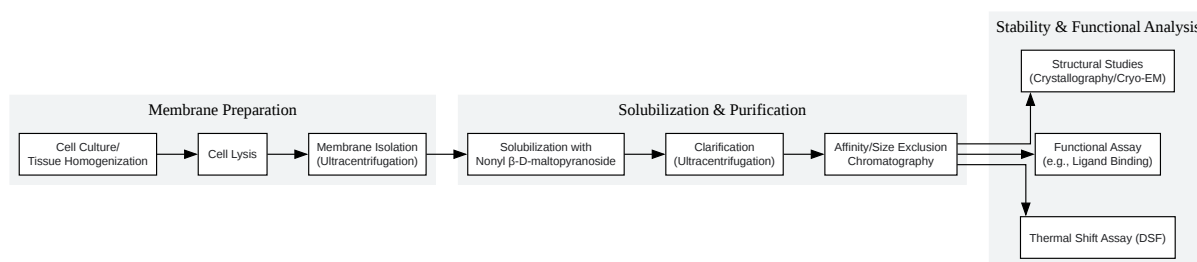 Stability & Functional Analysis
Structural Studies
(Crystallography/Cryo-EM)
Membrane Preparation
Solubilization & Purification
Cell Culture/
Tissue Homogenization
Cell Lysis
Membrane Isolation
(Ultracentrifugation)
Solubilization with
Nonyl β-D-maltopyranoside
Clarification
(Ultracentrifugation)
Affinity/Size Exclusion
Chromatography
Functional Assay
(e.g., Ligand Binding)
Thermal Shift Assay (DSF)